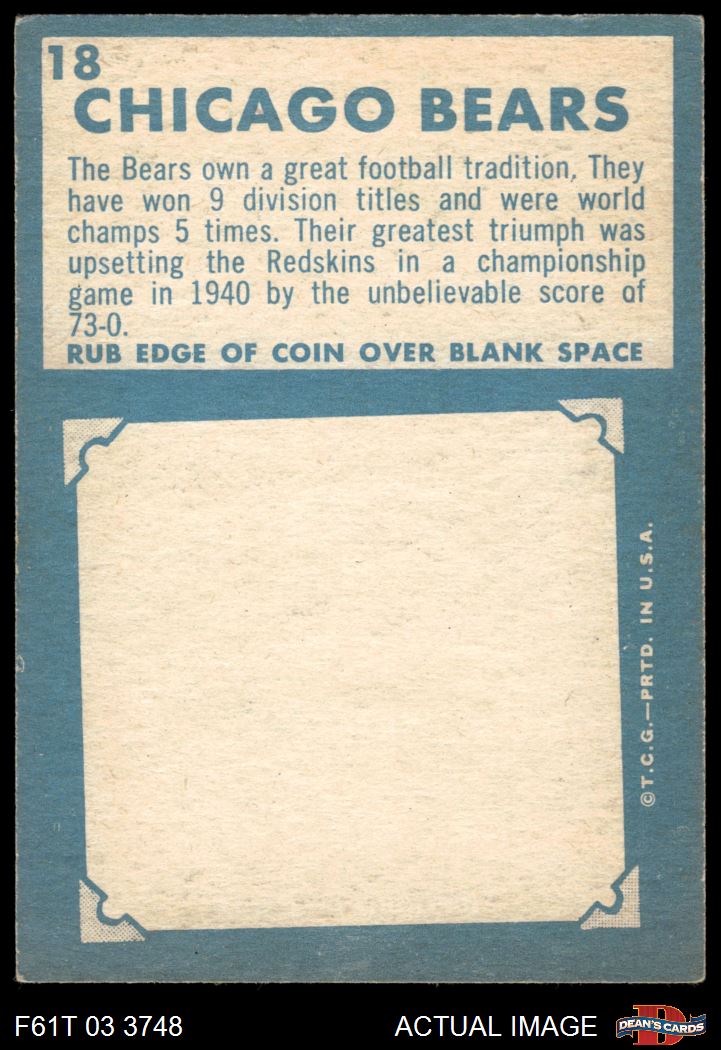 18
CHICAGO BEARS
The Bears own a great football tradition. They
have won 9 division titles and were world
champs 5 times. Their greatest triumph was
upsetting the Redskins in a championship
game in 1940 by the unbelievable score of
73-0.
RUB EDGE OF COIN OVER BLANK SPACE
©T.C.G.—PRTD. IN U.S.A.
F61T 03 3748
ACTUAL IMAGE
D
DEAN'S CARDS